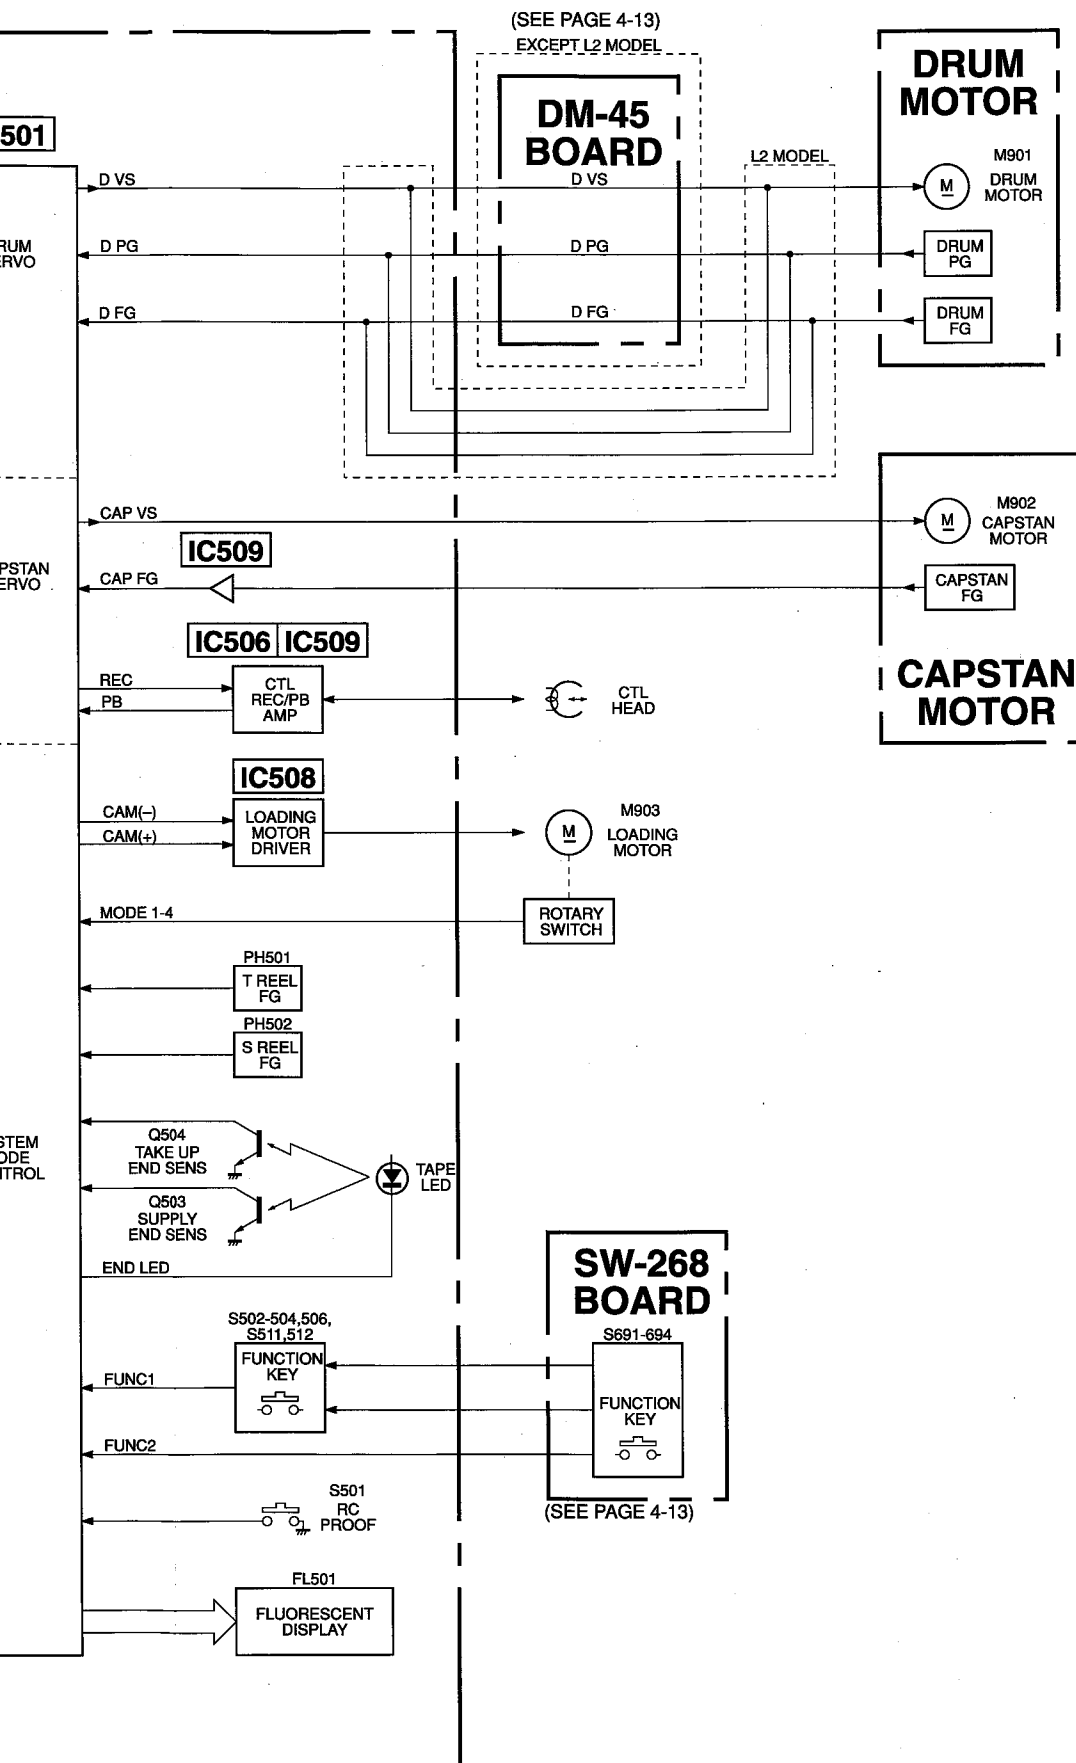 (SEE PAGE 4-13)
EXCEPT L2 MODEL
DM-45
BOARD
DRUM
MOTOR
501
L2 MODEL
M901
DRUM
MOTOR
M
D VS
D VS
RUM
ERVO
D PG
D PG
DRUM
PG
D FG
D FG
DRUM
FG
CAP VS
M
M902
CAPSTAN
MOTOR
IC509
PSTAN
ERVO
CAP FG
CAPSTAN
FG
IC506
IC509
CAPSTAN
MOTOR
REC
PB
CTL
REC/PB
AMP
CTL
HEAD
IC508
CAM(–)
CAM(+)
LOADING
MOTOR
DRIVER
M
M903
LOADING
MOTOR
MODE 1-4
ROTARY
SWITCH
PH501
T REEL
FG
PH502
S REEL
FG
STEM
ODE
NTROL
Q504
TAKE UP
END SENS
TAPE
LED
Q503
SUPPLY
END SENS
END LED
SW-268
BOARD
S502-504,506,
S511,512
FUNCTION
KEY
S691-694
FUNCTION
KEY
FUNC1
FUNC2
(SEE PAGE 4-13)
S501
RC
PROOF
FL501
FLUORESCENT
DISPLAY